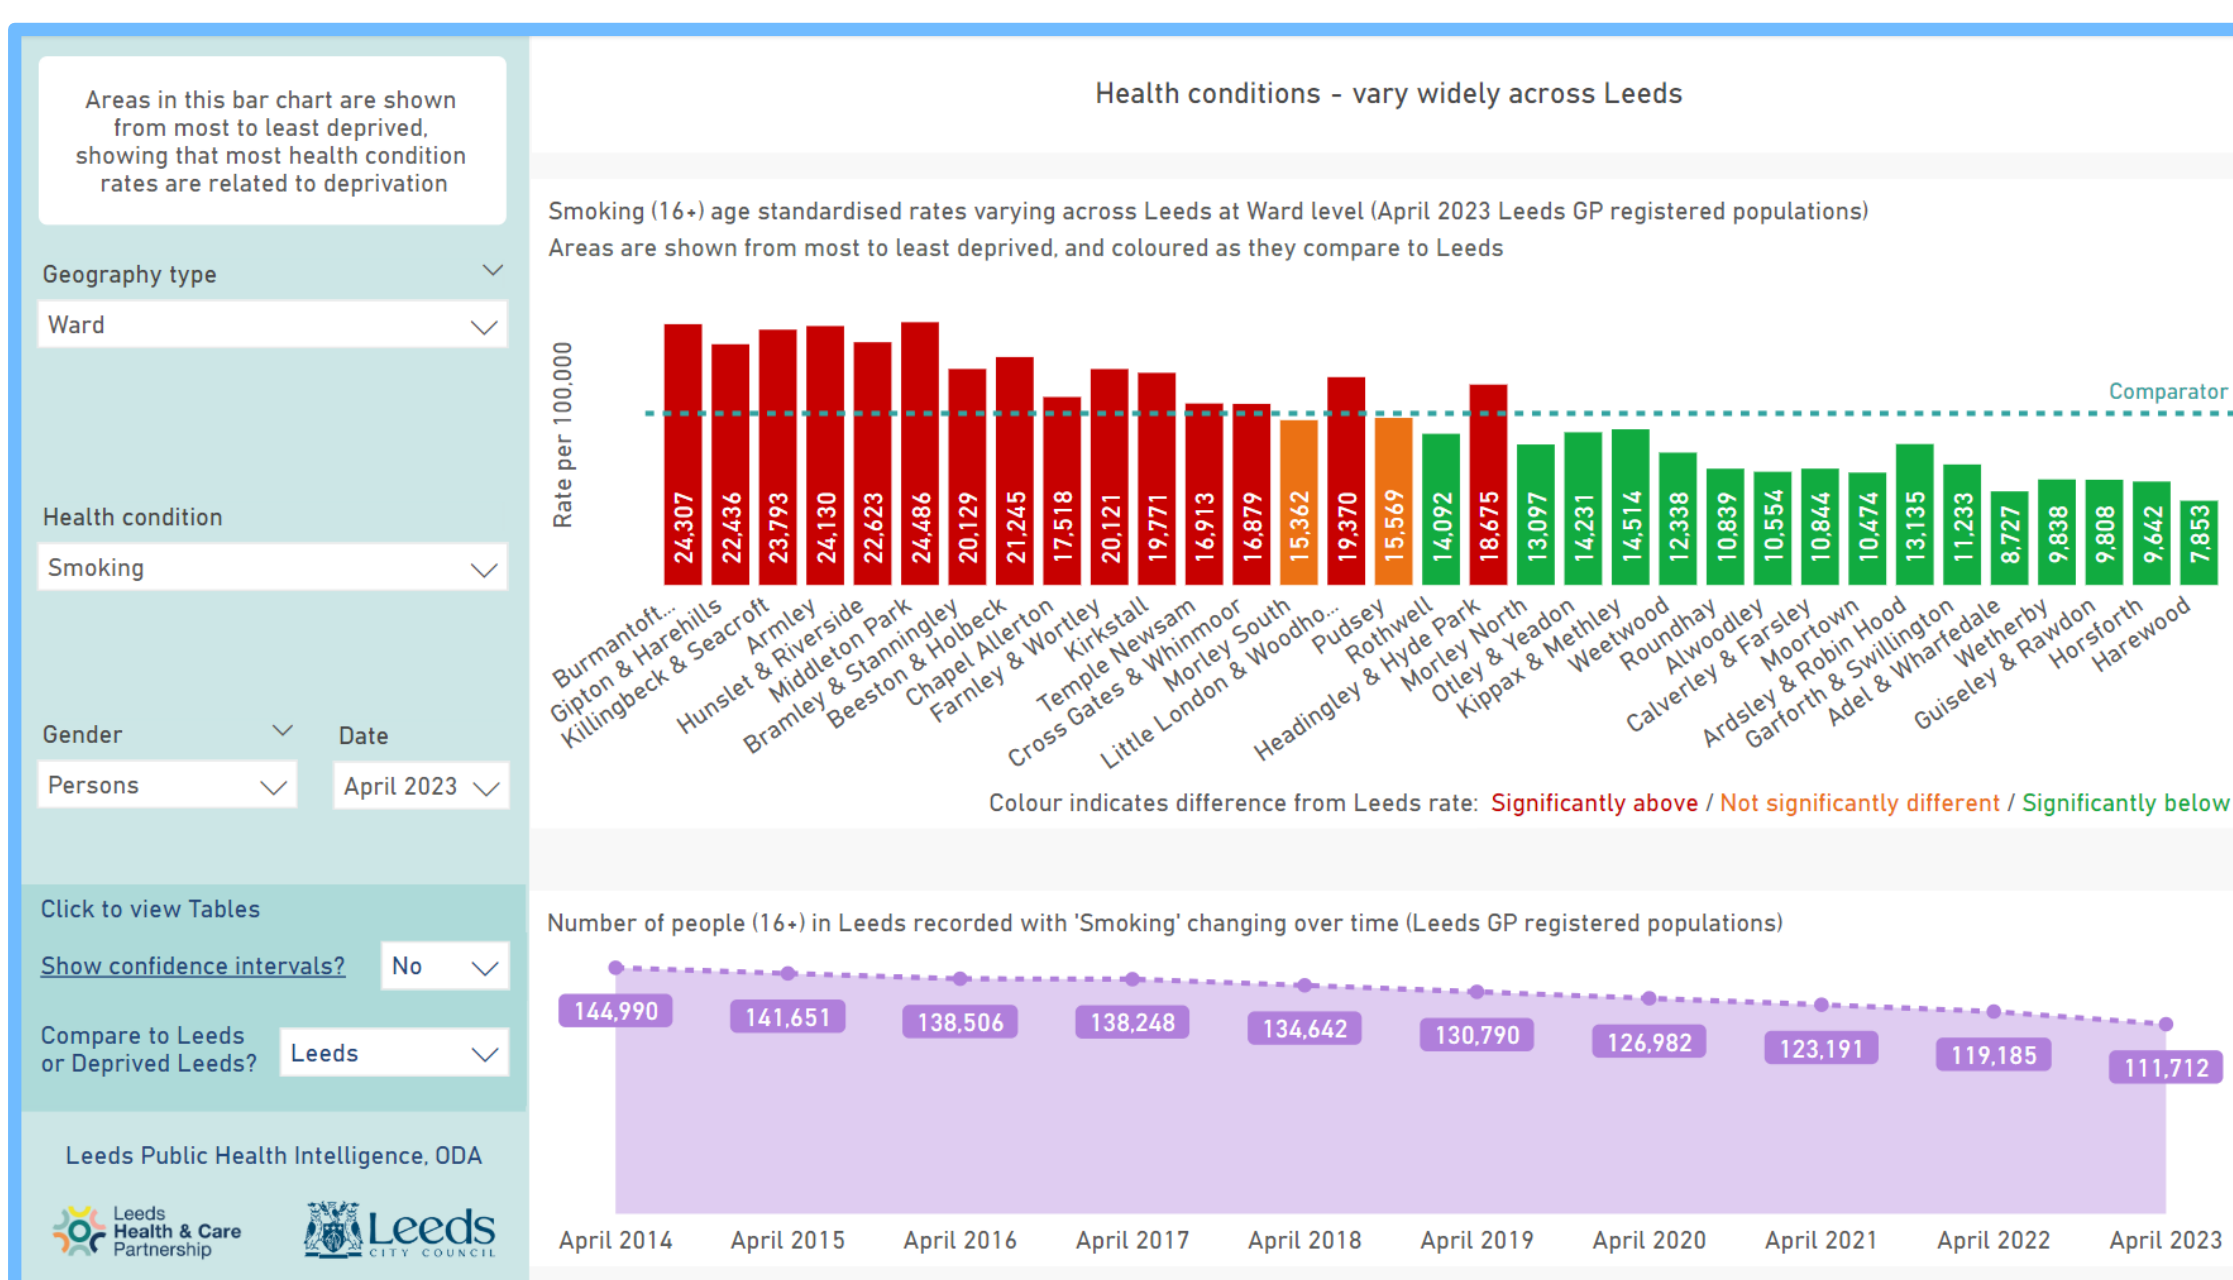 Areas in this bar chart are shown
from most to least deprived,
showing that most health condition
rates are related to deprivation
Geography type
Ward
Health condition
Smoking
Gender
Date
Persons
April 2023
Click to view Tables
Show confidence intervals?
No
Compare to Leeds
or Deprived Leeds?
Leeds
Leeds Public Health Intelligence, ODA
Leeds
Health & Care
Partnership
Leeds
CITY COUNCIL
Health conditions - vary widely across Leeds
Smoking (16+) age standardised rates varying across Leeds at Ward level (April 2023 Leeds GP registered populations)
Areas are shown from most to least deprived, and coloured as they compare to Leeds
Rate per 100,000
Comparator
24,307
22,436
23,793
24,130
22,623
24,486
20,129
21,245
17,518
20,121
19,771
16,913
16,879
15,362
19,370
15,569
14,092
18,675
13,097
14,231
14,514
12,338
10,839
10,554
10,844
10,474
13,135
11,233
8,727
9,838
9,808
9,642
7,853
Burmantoft...
Gipton & Harehills
Killingbeck & Seacroft
Armley
Hunslet & Riverside
Middleton Park
Bramley & Stanningley
Beeston & Holbeck
Chapel Allerton
Farnley & Wortley
Kirkstall
Temple Newsam
Cross Gates & Whinmoor
Morley South
Little London & Woodho...
Pudsey
Rothwell
Headingley & Hyde Park
Morley North
Otley & Yeadon
Kippax & Methley
Weetwood
Roundhay
Alwoodley
Calverley & Farsley
Moortown
Ardsley & Robin Hood
Garforth & Swillington
Adel & Wharfedale
Wetherby
Guiseley & Rawdon
Horsforth
Harewood
Colour indicates difference from Leeds rate: Significantly above / Not significantly different / Significantly below
Number of people (16+) in Leeds recorded with 'Smoking' changing over time (Leeds GP registered populations)
144,990
141,651
138,506
138,248
134,642
130,790
126,982
123,191
119,185
111,712
April 2014
April 2015
April 2016
April 2017
April 2018
April 2019
April 2020
April 2021
April 2022
April 2023